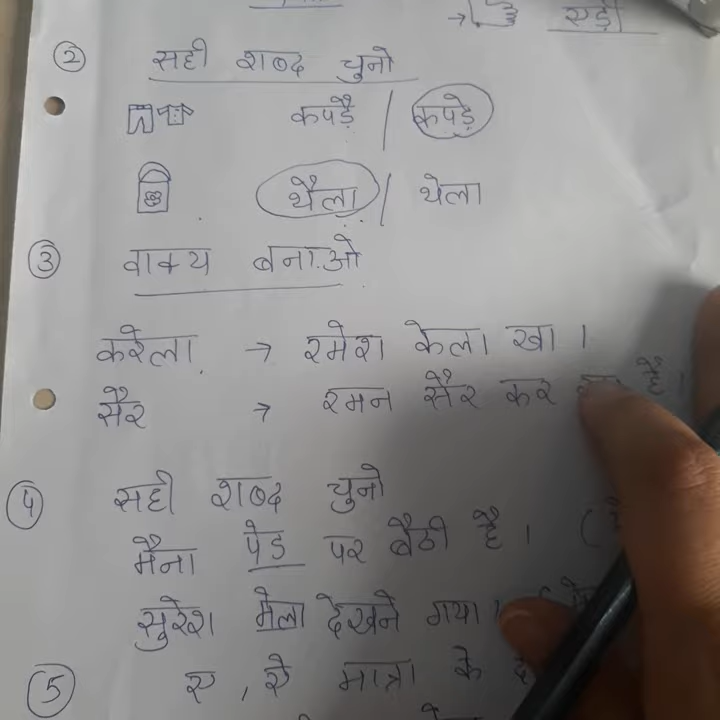 → एड़ी
② सही शब्द चुनो
कपड़ै / कपड़े
थैला / थेला
③ वाक्य बनाओ
करेला → रमेश केला खा ।
सैर → रमन सैर कर है ।
④ सही शब्द चुनो
मैना पेड पर बैठी है । (
सुरेश मेला देखने गया । (
⑤ ए , ऐ मात्रा के